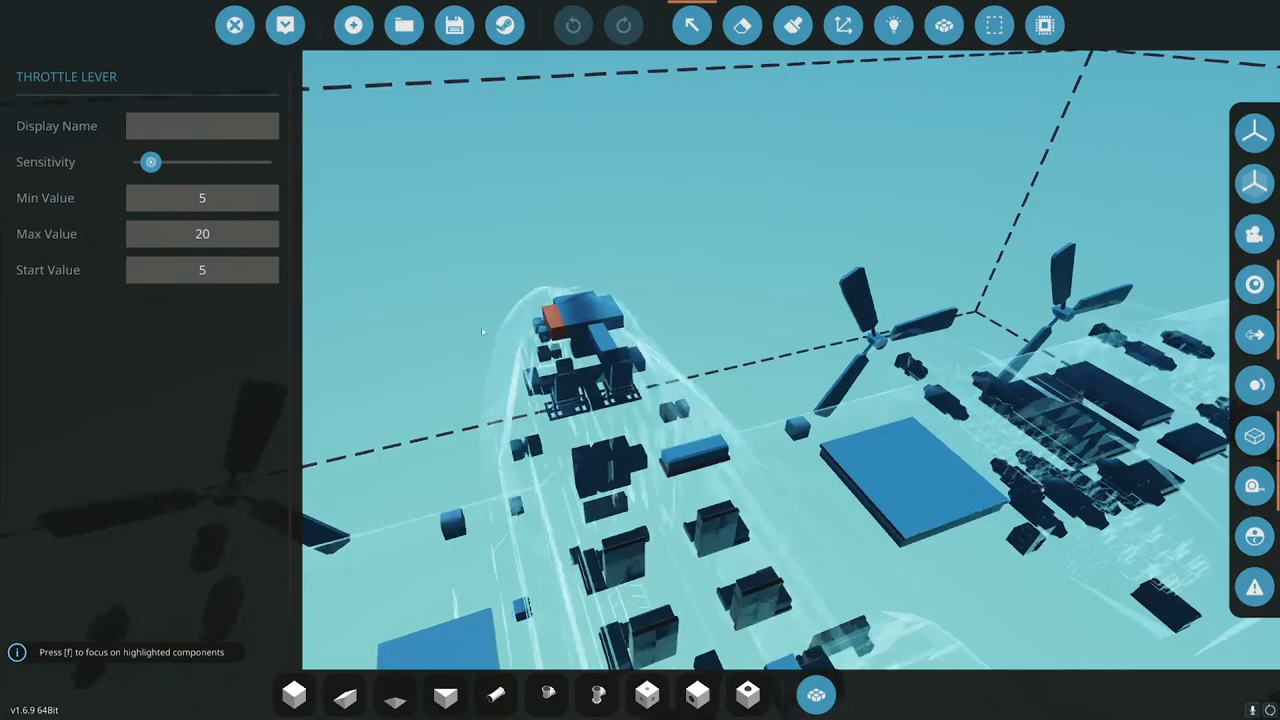 THROTTLE LEVER
Display Name
Sensitivity
Min Value 5
Max Value 20
Start Value 5
Press [f] to focus on highlighted components
v1.6.9 64Bit